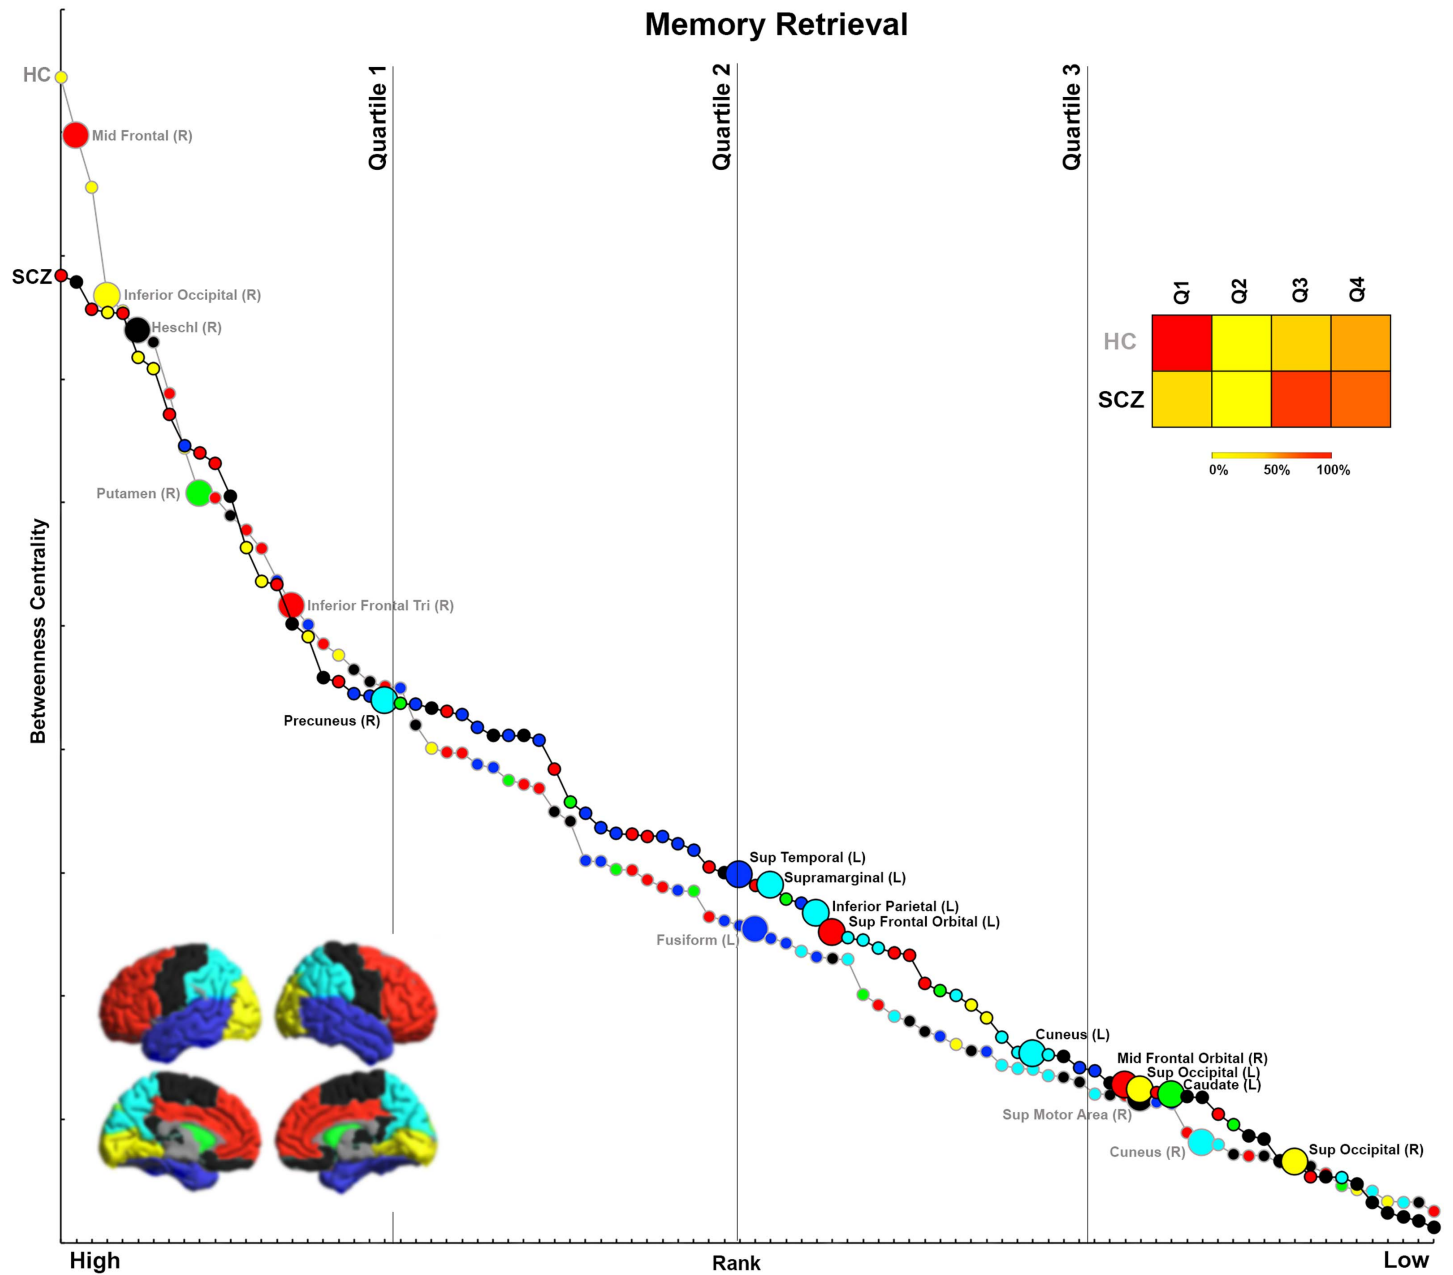 Memory Retrieval
HC
Quartile 1
Quartile 2
Quartile 3
Mid Frontal (R)
SCZ
Inferior Occipital (R)
Heschl (R)
Q1 Q2 Q3 Q4
HC
SCZ
0% 50% 100%
Putamen (R)
Betweenness Centrality
Inferior Frontal Tri (R)
Precuneus (R)
Sup Temporal (L)
Supramarginal (L)
Inferior Parietal (L)
Sup Frontal Orbital (L)
Fusiform (L)
Cuneus (L)
Mid Frontal Orbital (R)
Sup Occipital (L)
Caudate (L)
Sup Motor Area (R)
Cuneus (R)
Sup Occipital (R)
High
Rank
Low